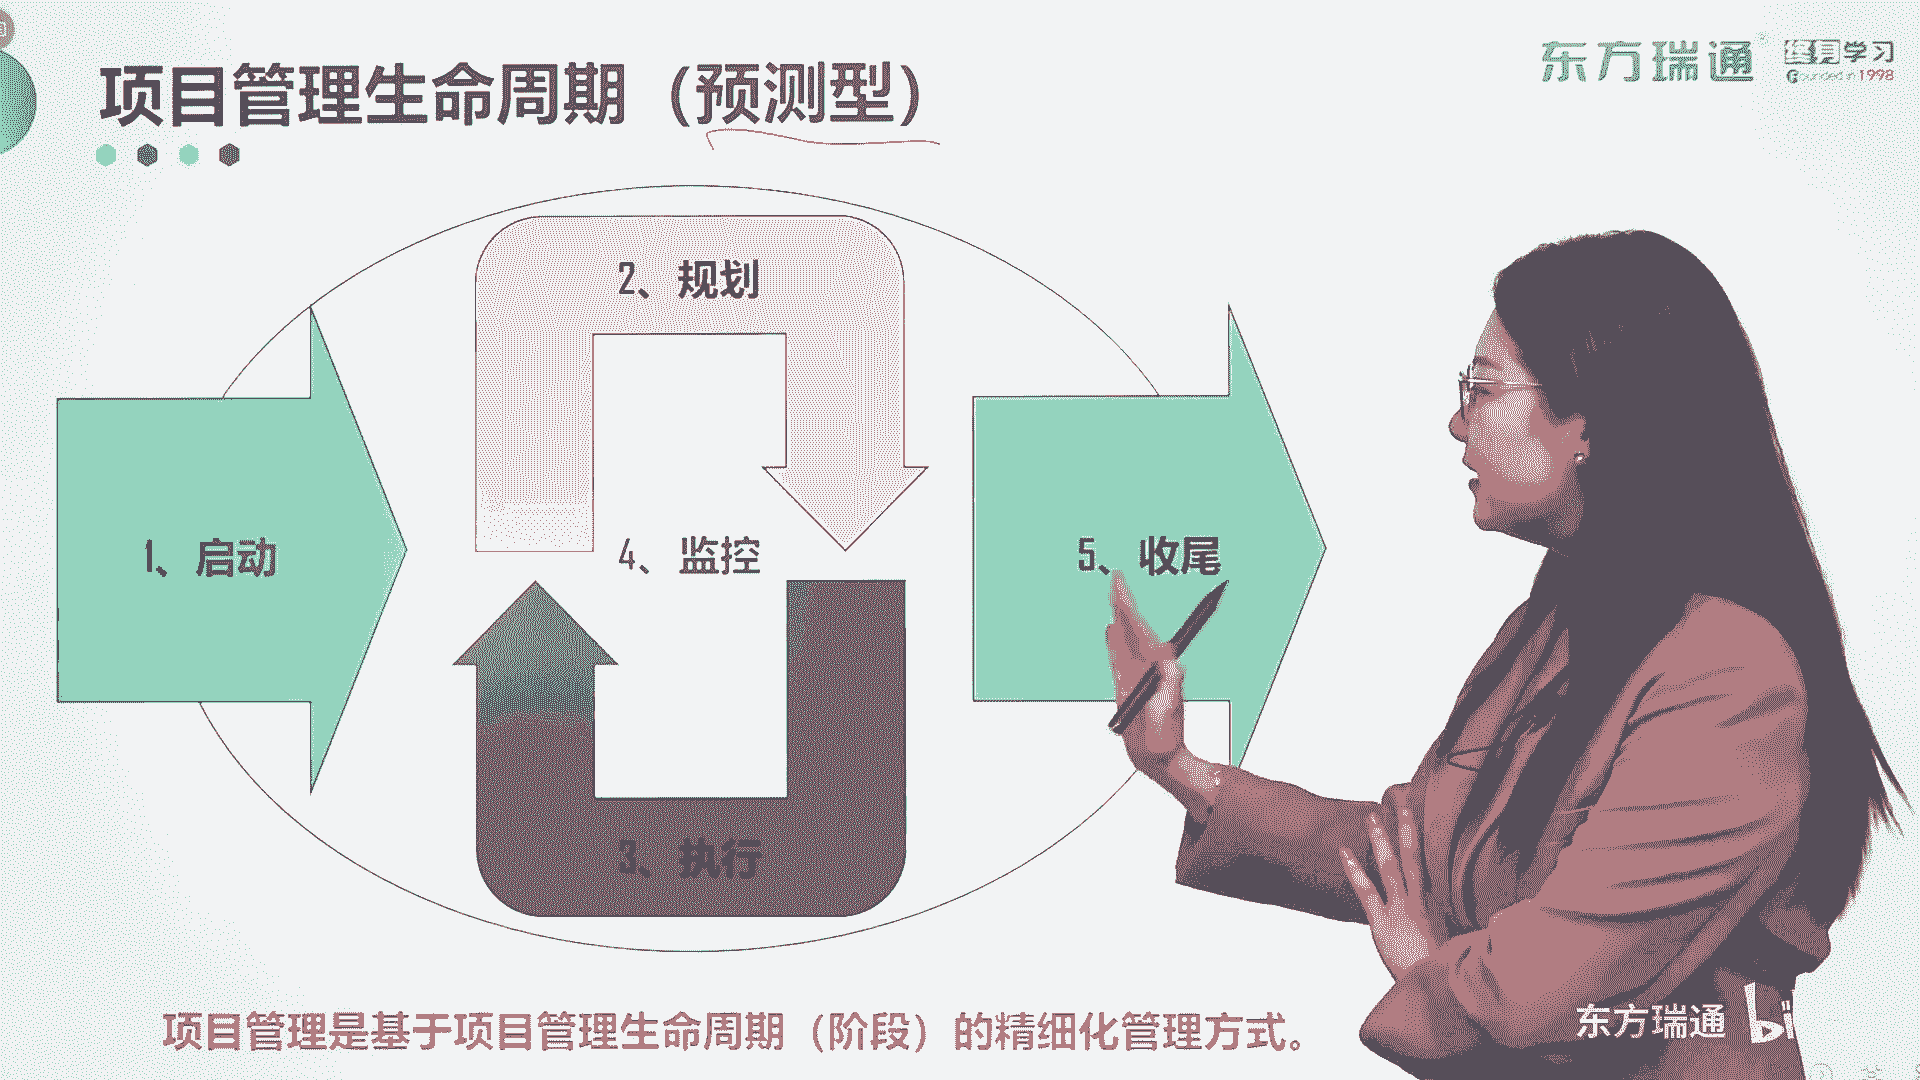 项目管理生命周期（预测型）
东方瑞通
终身学习
Founded in 1998
2、规划
1、启动
4、监控
5、收尾
3、执行
项目管理是基于项目管理生命周期（阶段）的精细化管理方式。
东方瑞通
bi